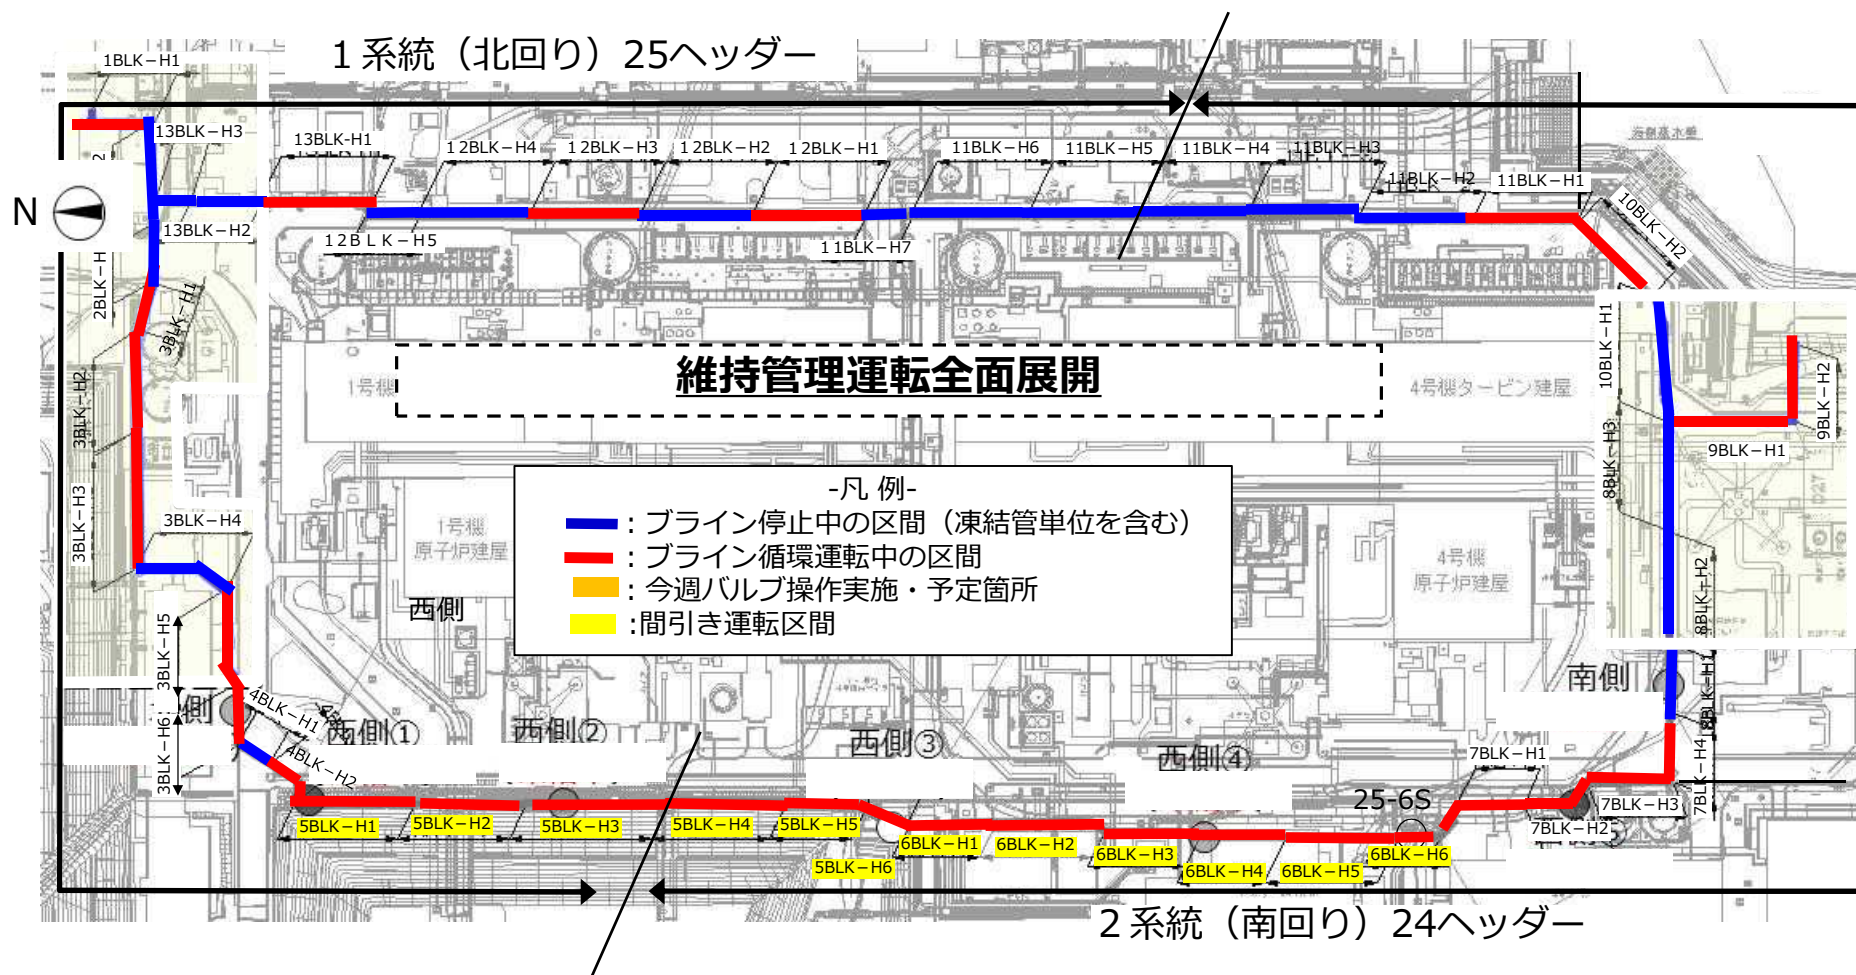 １系統（北回り）25ヘッダー
1BLK－H1
13BLK－H3
13BLK-H1
１2BLK－H4
１2BLK－H3
１2BLK－H2
１2BLK－H1
11BLK－H6
11BLK－H5
11BLK－H4
11BLK－H3
11BLK－H2
11BLK－H1
10BLK－H2
海側遮水壁
N
13BLK－H2
１2ＢＬＫ－H5
１1BLK－H7
2BLK－H
3BLK－H1
3BLK－H2
10BLK－H1
維持管理運転全面展開
1号機
4号機タービン建屋
9BLK－H2
9BLK－H1
8BLK－H3
3BLK－H3
3BLK－H4
-凡 例-
：ブライン停止中の区間（凍結管単位を含む）
：ブライン循環運転中の区間
：今週バルブ操作実施・予定箇所
：間引き運転区間
1号機
原子炉建屋
4号機
原子炉建屋
西側
8BLK－H2
3BLK－H5
8BLK－H1
南側
側
4BLK－H1
西側①
西側②
西側③
西側④
3BLK－H6
4BLK－H2
7BLK－H1
7BLK－H4
25-6S
7BLK－H3
7BLK－H2
5BLK－H1
5BLK－H2
5BLK－H3
5BLK－H4
5BLK－H5
5BLK－H6
6BLK－H1
6BLK－H2
6BLK－H3
6BLK－H4
6BLK－H5
6BLK－H6
２系統（南回り）24ヘッダー